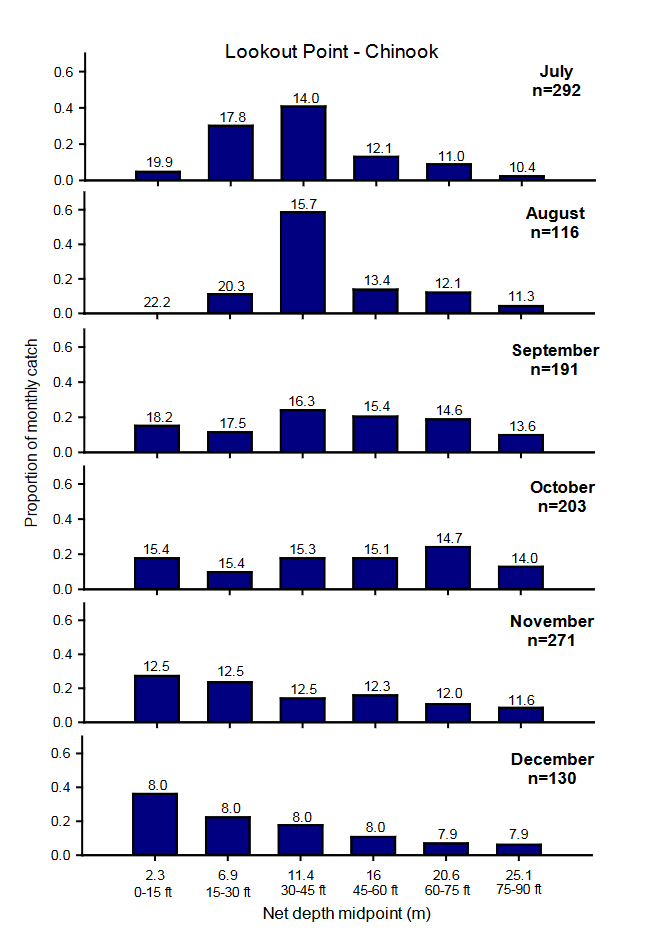 Lookout Point - Chinook
July
n=292
0.6
0.4
0.2
0.0
19.9 17.8 14.0 12.1 11.0 10.4
August
n=116
0.6
0.4
0.2
0.0
22.2 20.3 15.7 13.4 12.1 11.3
September
n=191
0.6
0.4
0.2
0.0
18.2 17.5 16.3 15.4 14.6 13.6
October
n=203
0.6
0.4
0.2
0.0
15.4 15.4 15.3 15.1 14.7 14.0
November
n=271
0.6
0.4
0.2
0.0
12.5 12.5 12.5 12.3 12.0 11.6
December
n=130
0.6
0.4
0.2
0.0
8.0 8.0 8.0 8.0 7.9 7.9
Proportion of monthly catch
2.3 6.9 11.4 16 20.6 25.1
0-15 ft 15-30 ft 30-45 ft 45-60 ft 60-75 ft 75-90 ft
Net depth midpoint (m)